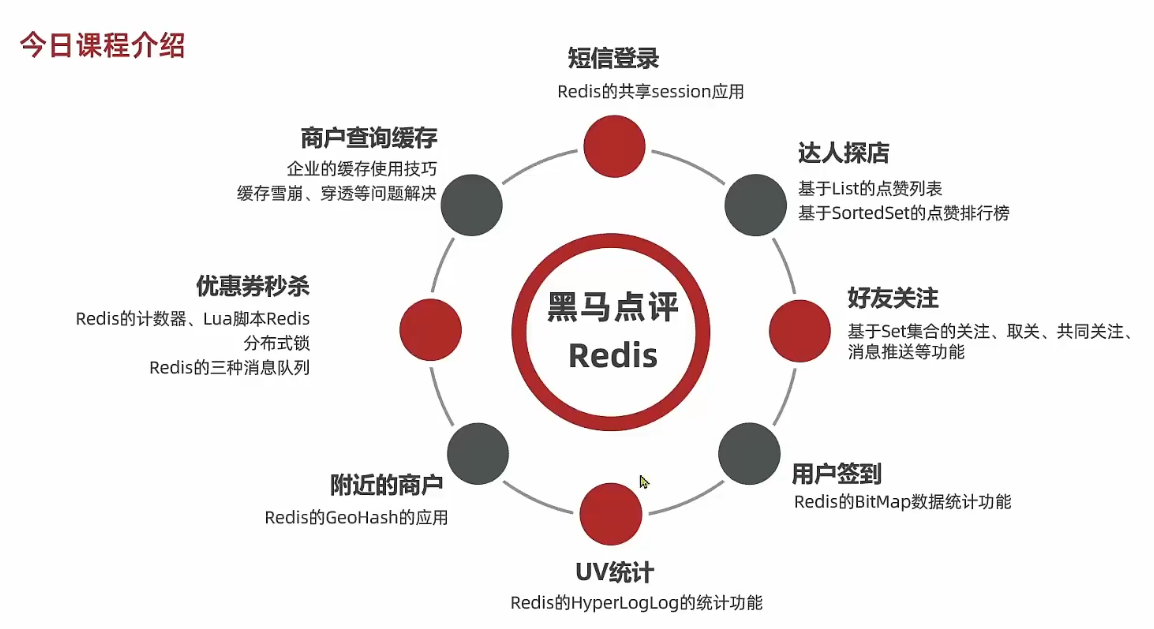 今日课程介绍
短信登录
Redis的共享session应用
商户查询缓存
企业的缓存使用技巧
缓存雪崩、穿透等问题解决
达人探店
基于List的点赞列表
基于SortedSet的点赞排行榜
优惠券秒杀
Redis的计数器、Lua脚本Redis
分布式锁
Redis的三种消息队列
黑马点评
Redis
好友关注
基于Set集合的关注、取关、共同关注、
消息推送等功能
附近的商户
Redis的GeoHash的应用
用户签到
Redis的BitMap数据统计功能
UV统计
Redis的HyperLogLog的统计功能